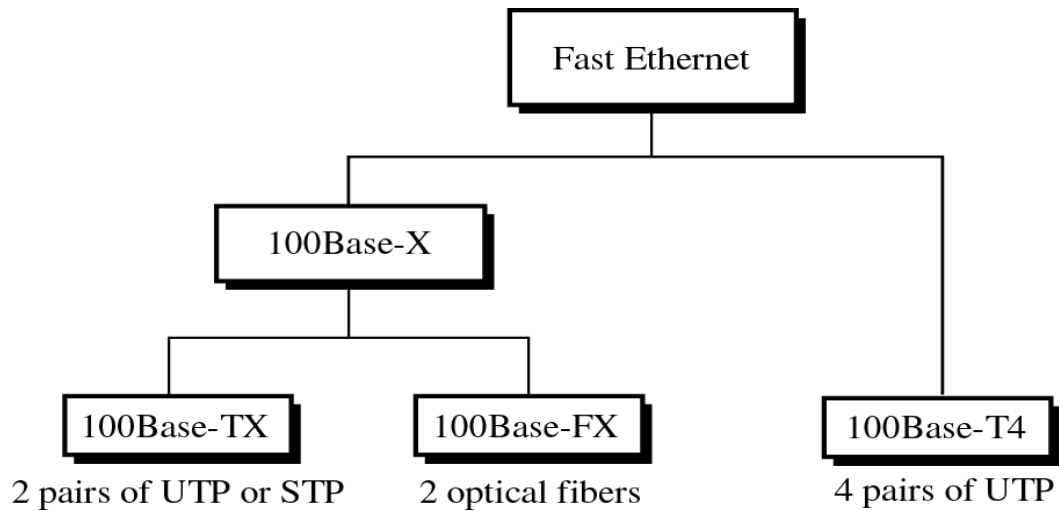 Fast Ethernet
100Base-X
100Base-TX
100Base-FX
100Base-T4
2 pairs of UTP or STP
2 optical fibers
4 pairs of UTP